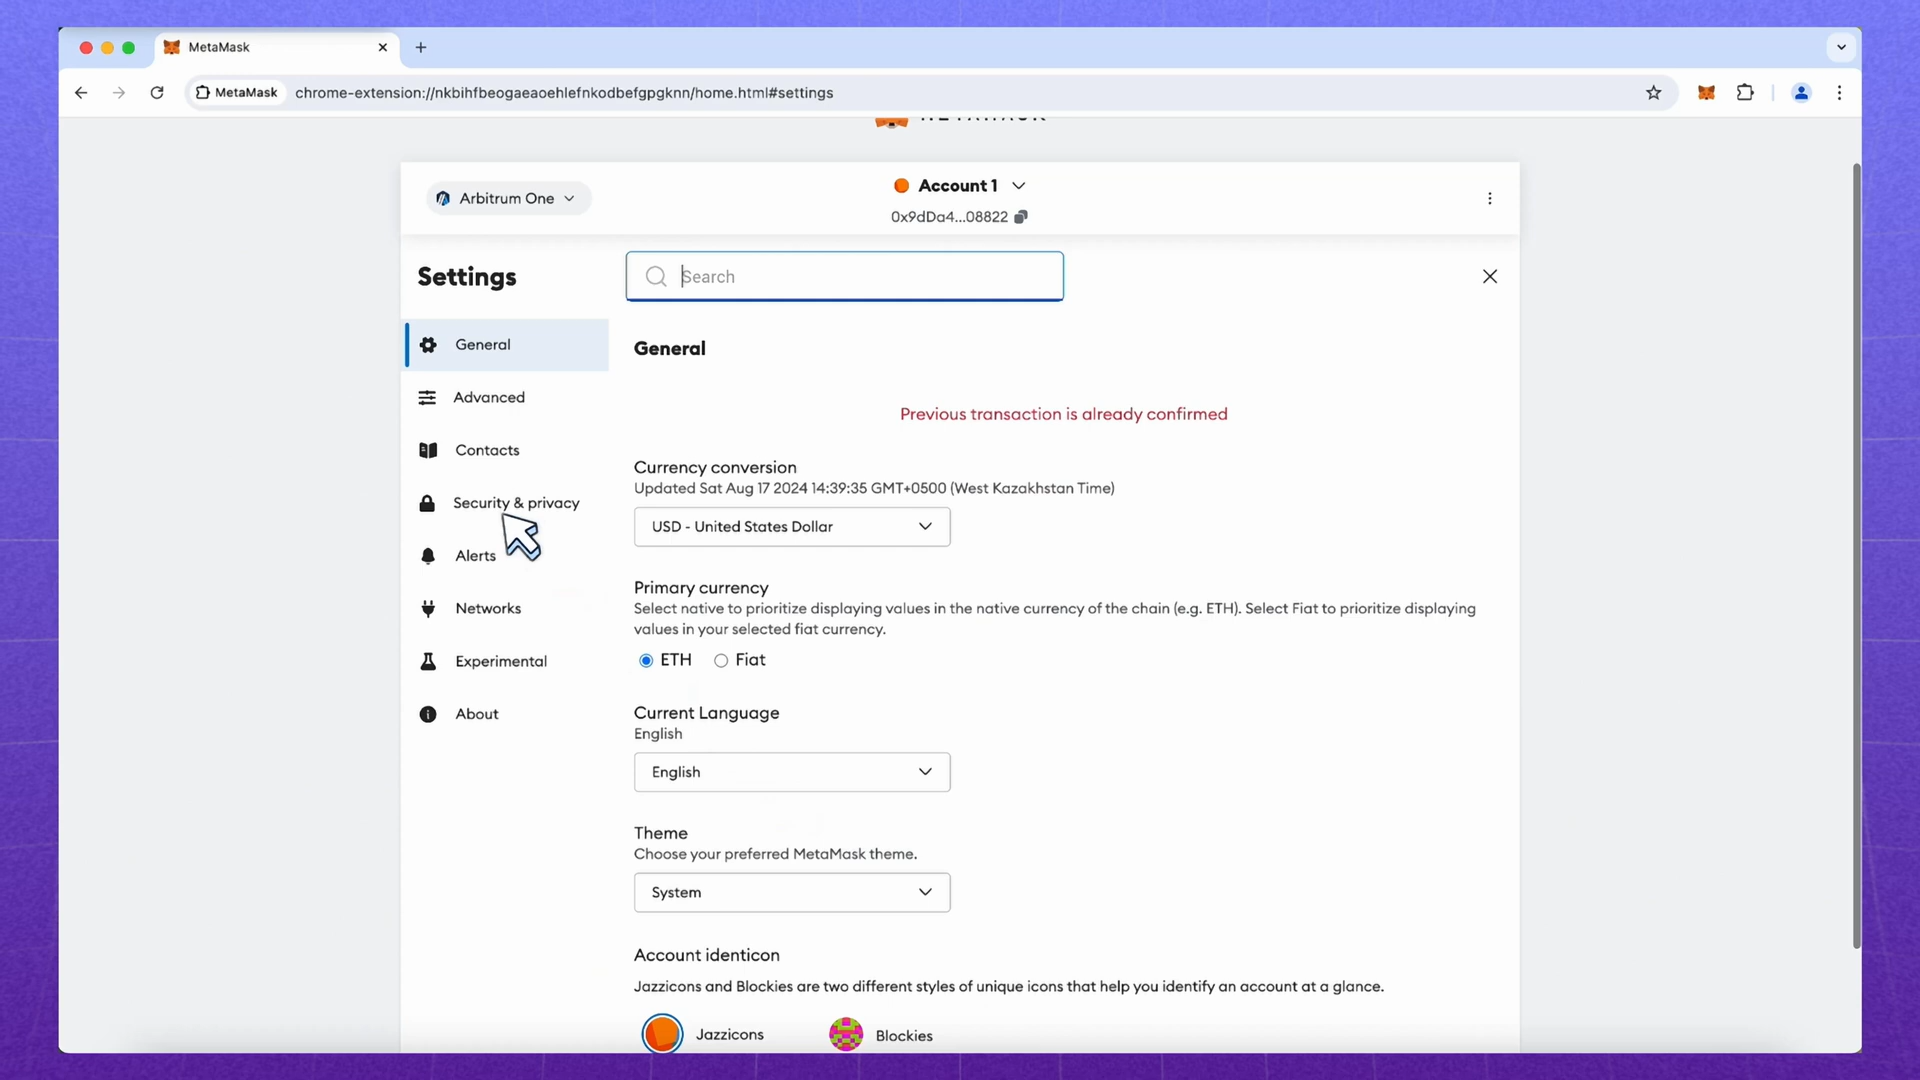 MetaMask
MetaMask
chrome-extension://nkbihfbeogaeaoehlefnkodbefgpgknn/home.html#settings
Arbitrum One
Account 1
0x9dDa4...08822
Settings
Search
General
Advanced
Contacts
Security & privacy
Alerts
Networks
Experimental
About
General
Previous transaction is already confirmed
Currency conversion
Updated Sat Aug 17 2024 14:39:35 GMT+0500 (West Kazakhstan Time)
USD - United States Dollar
Primary currency
Select native to prioritize displaying values in the native currency of the chain (e.g. ETH). Select Fiat to prioritize displaying
values in your selected fiat currency.
ETH
Fiat
Current Language
English
English
Theme
Choose your preferred MetaMask theme.
System
Account identicon
Jazzicons and Blockies are two different styles of unique icons that help you identify an account at a glance.
Jazzicons
Blockies